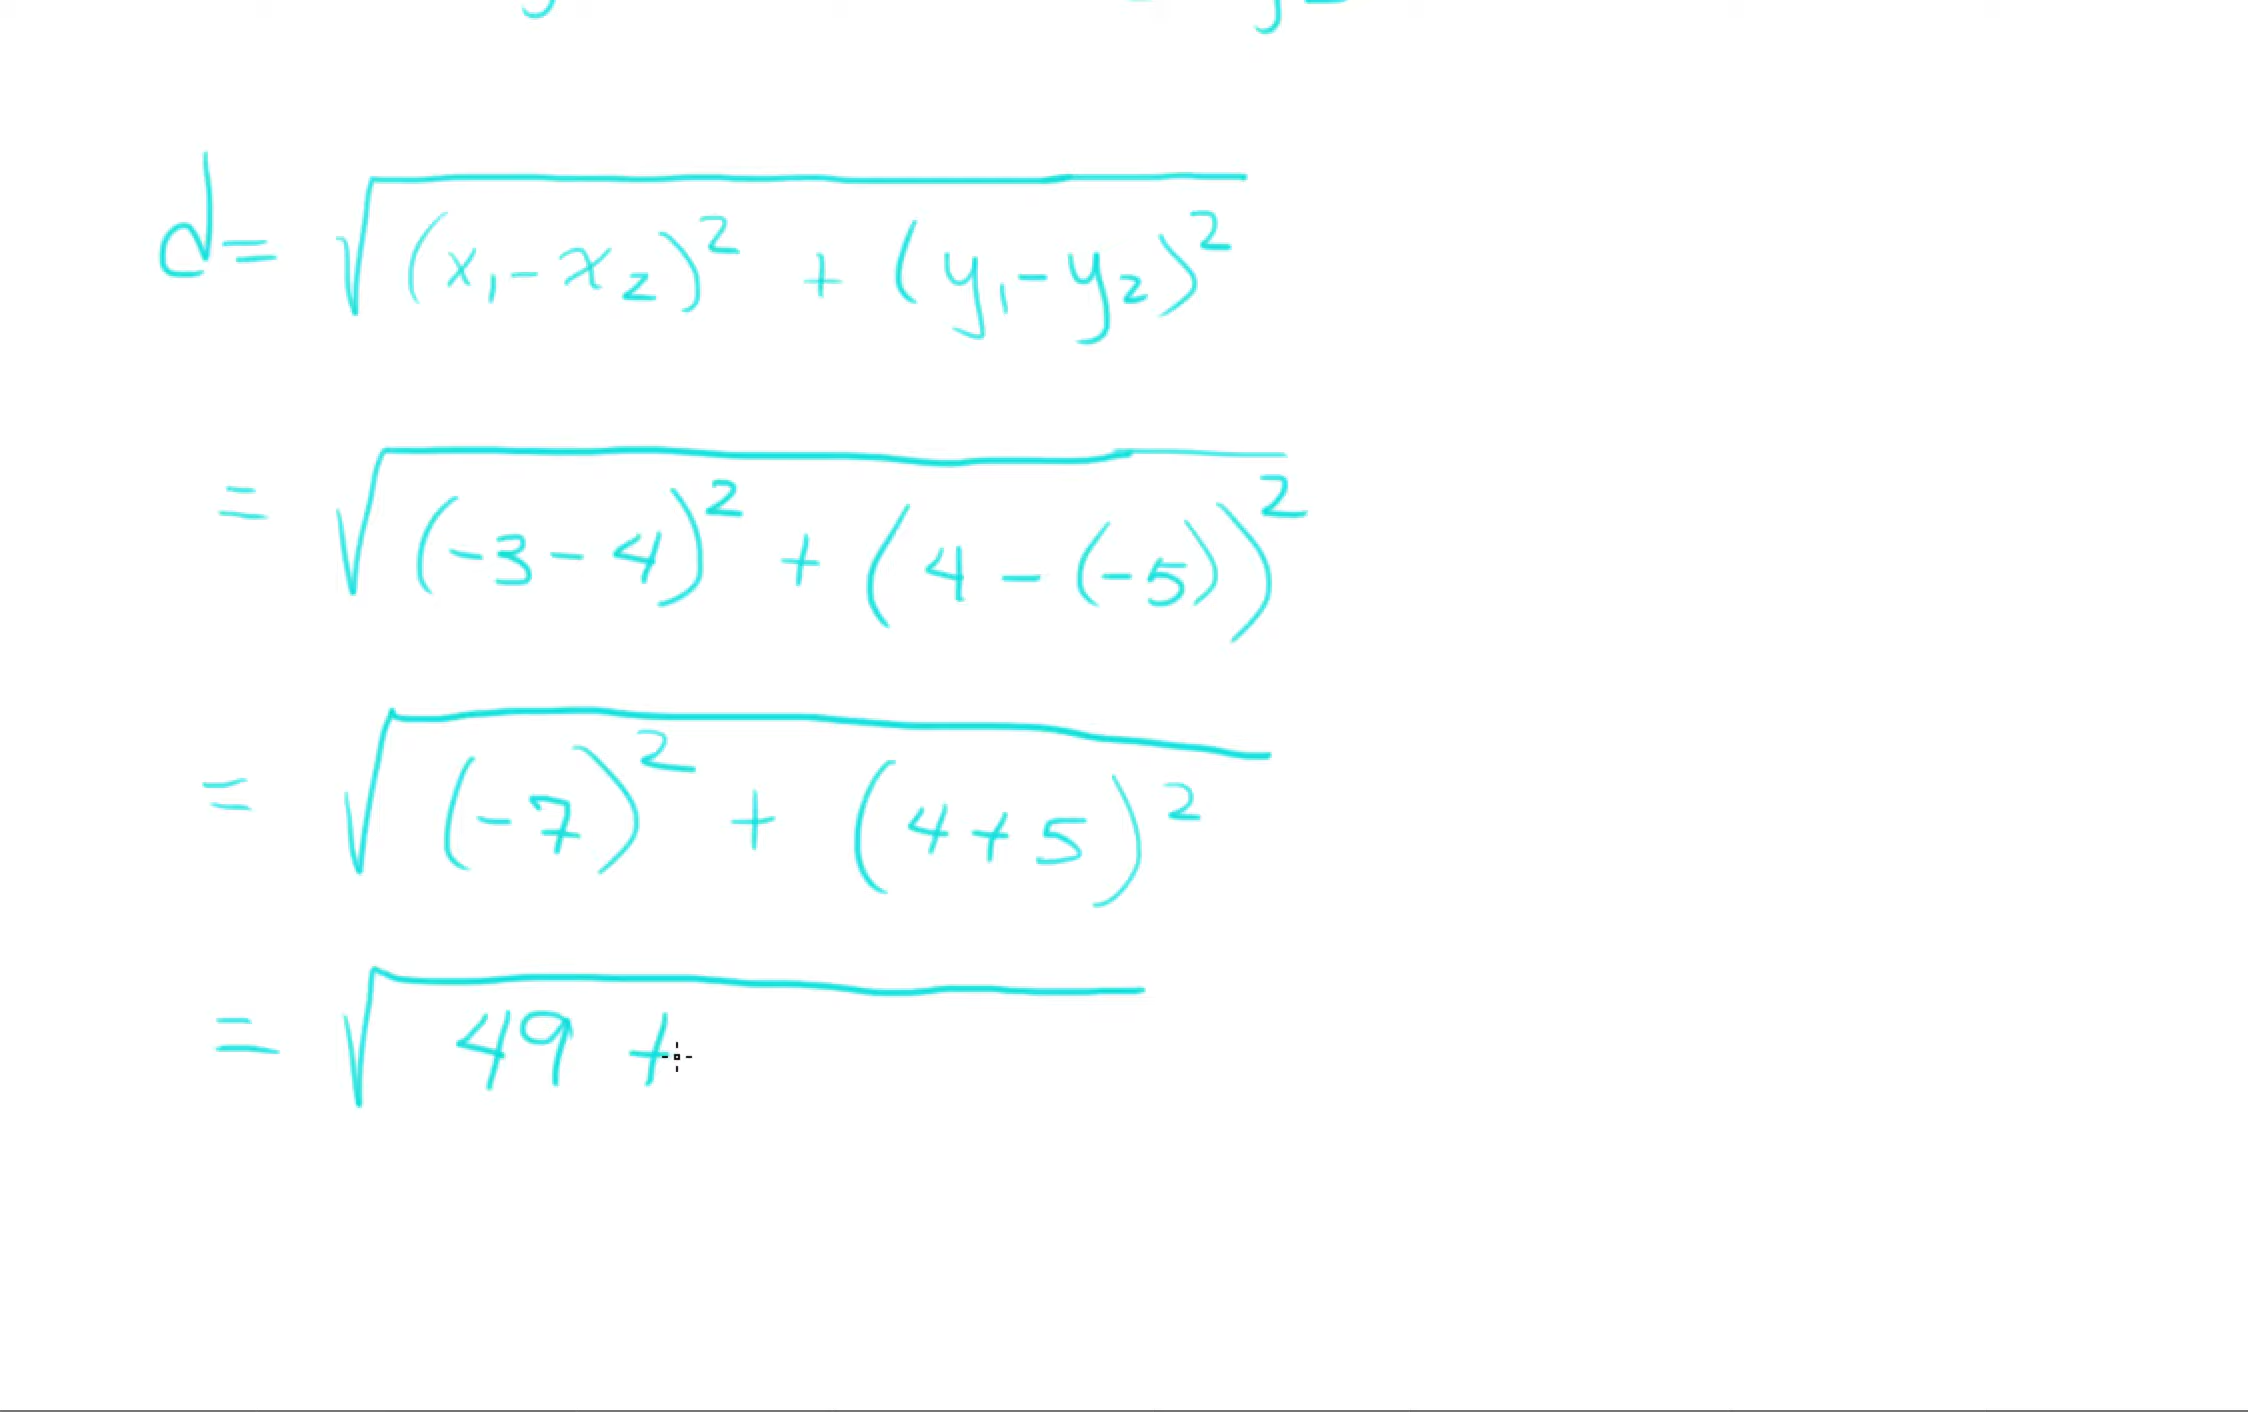 d= √((x₁-x₂)² + (y₁-y₂)²)
= √((-3-4)² + (4-(-5))²)
= √((-7)² + (4+5)²)
= √(49 +